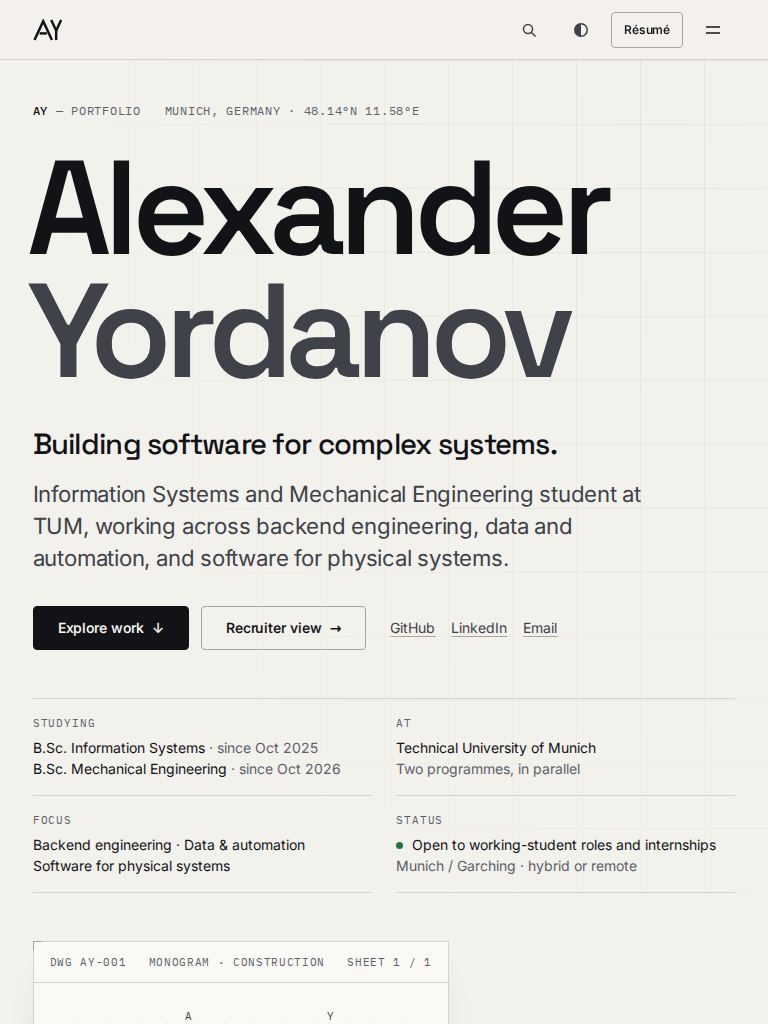 AY
Résumé
AY — PORTFOLIO MUNICH, GERMANY · 48.14°N 11.58°E
Alexander
Yordanov
Building software for complex systems.
Information Systems and Mechanical Engineering student at
TUM, working across backend engineering, data and
automation, and software for physical systems.
Explore work ↓ Recruiter view → GitHub LinkedIn Email
STUDYING
B.Sc. Information Systems · since Oct 2025
B.Sc. Mechanical Engineering · since Oct 2026
AT
Technical University of Munich
Two programmes, in parallel
FOCUS
Backend engineering · Data & automation
Software for physical systems
STATUS
Open to working-student roles and internships
Munich / Garching · hybrid or remote
DWG AY-001 MONOGRAM · CONSTRUCTION SHEET 1 / 1
A Y